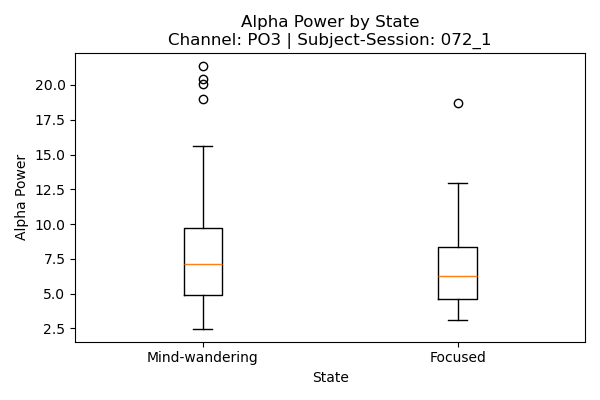 Alpha Power by State
Channel: PO3 | Subject-Session: 072_1
20.0
17.5
15.0
12.5
10.0
7.5
5.0
2.5
Alpha Power
Mind-wandering
Focused
State